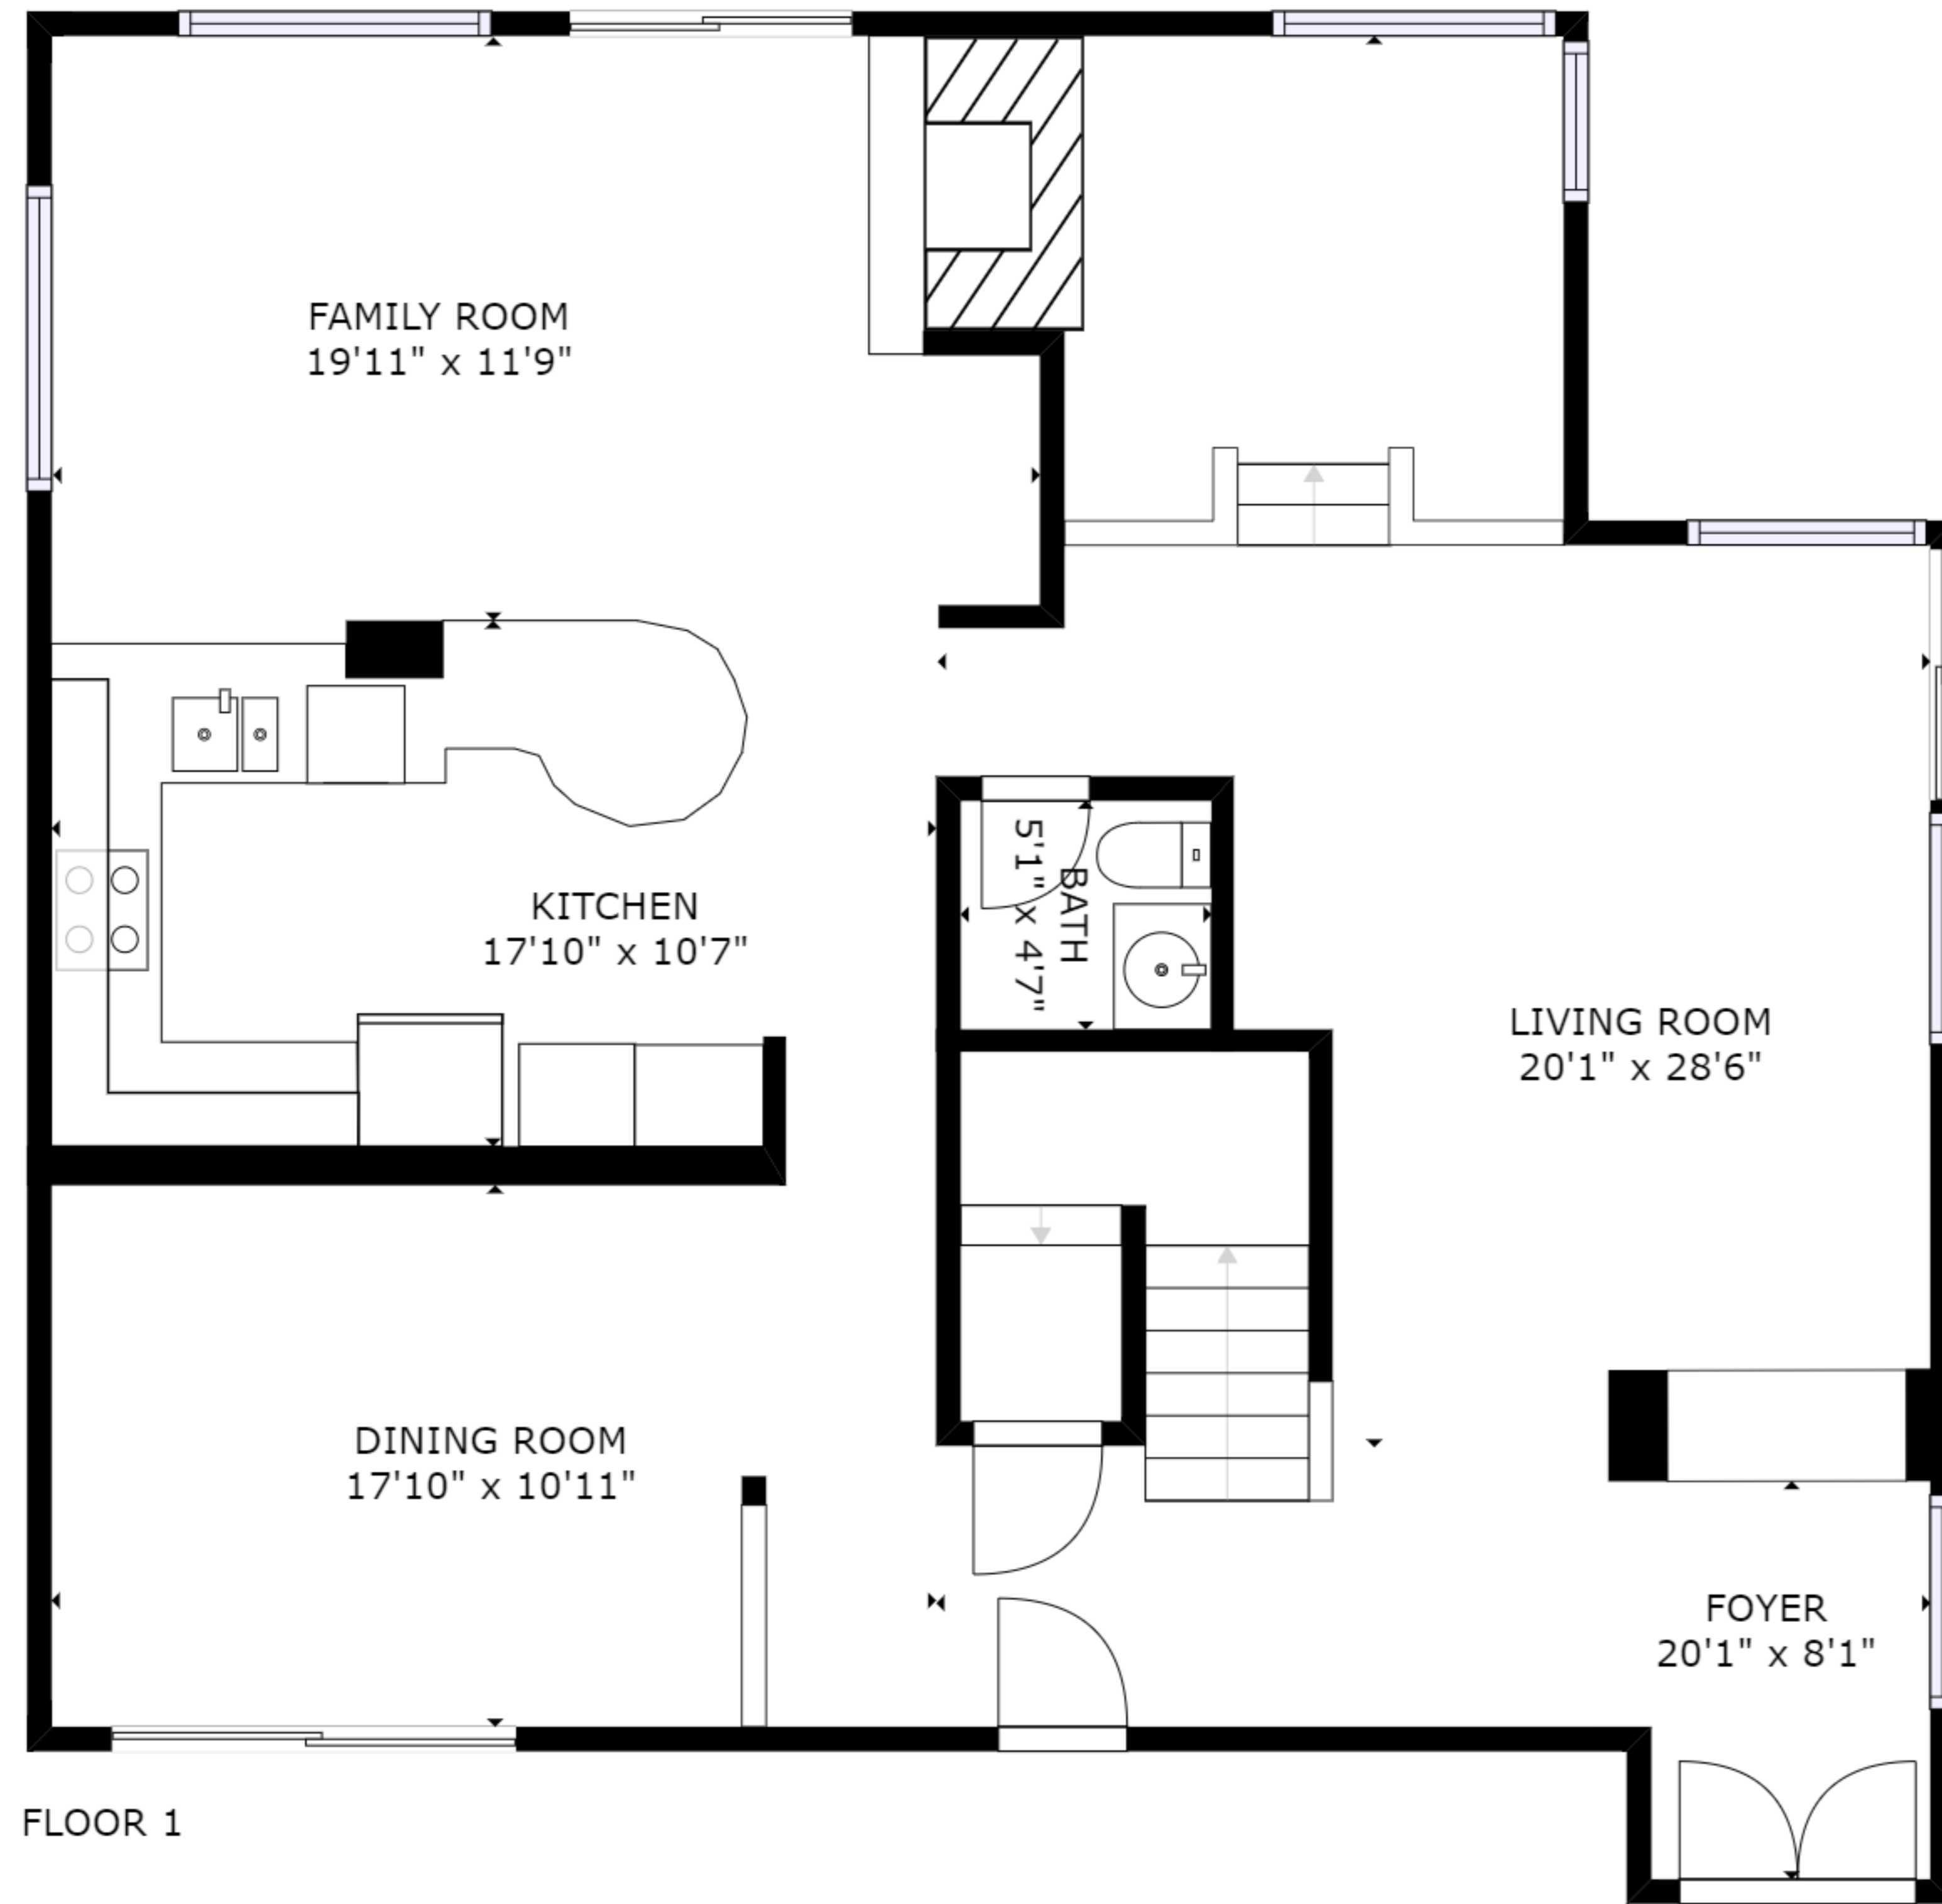 FAMILY ROOM
19'11" x 11'9"
KITCHEN
17'10" x 10'7"
BATH
5'1" x 4'7"
LIVING ROOM
20'1" x 28'6"
DINING ROOM
17'10" x 10'11"
FOYER
20'1" x 8'1"
FLOOR 1